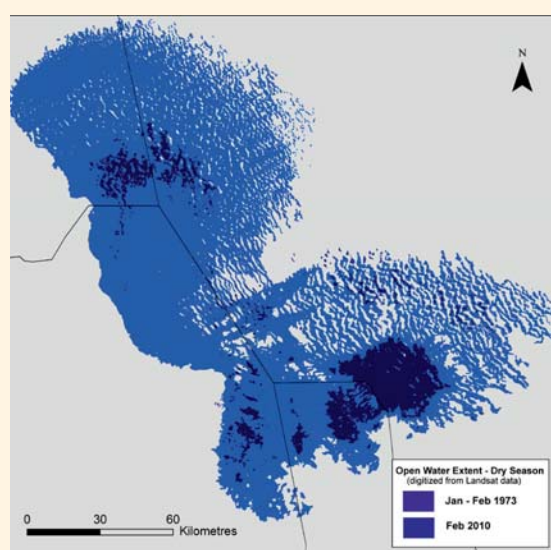 N
Open Water Extent - Dry Season
(digitized from Landsat data)
Jan - Feb 1973
Feb 2010
0 30 60
Kilometres